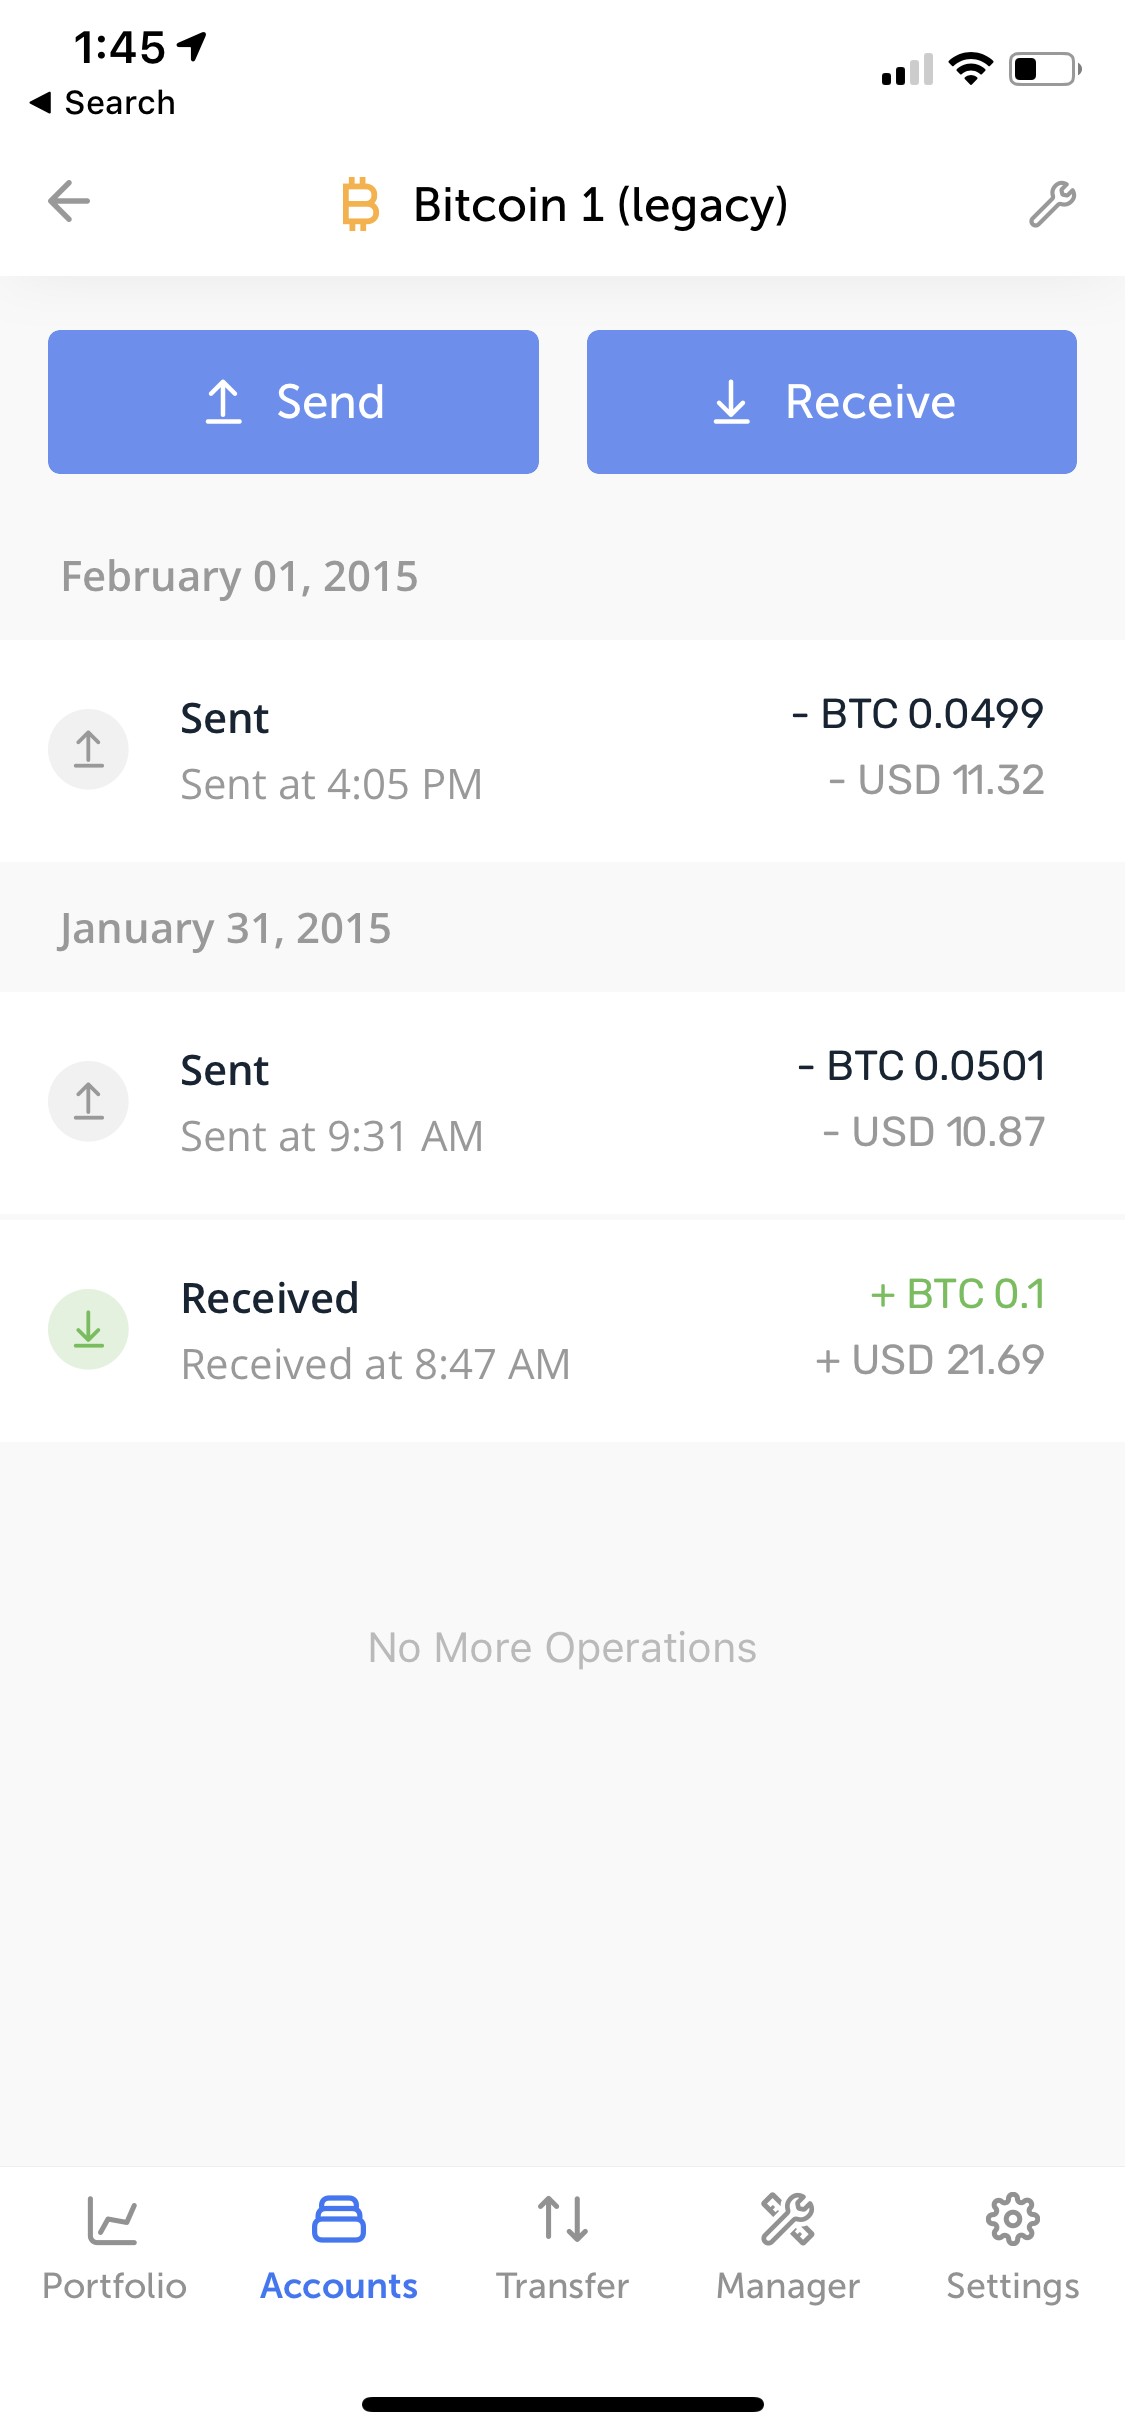 1:45
◀ Search
Bitcoin 1 (legacy)
Send
Receive
February 01, 2015
Sent
- BTC 0.0499
Sent at 4:05 PM
- USD 11.32
January 31, 2015
Sent
- BTC 0.0501
Sent at 9:31 AM
- USD 10.87
Received
+ BTC 0.1
Received at 8:47 AM
+ USD 21.69
No More Operations
Portfolio
Accounts
Transfer
Manager
Settings